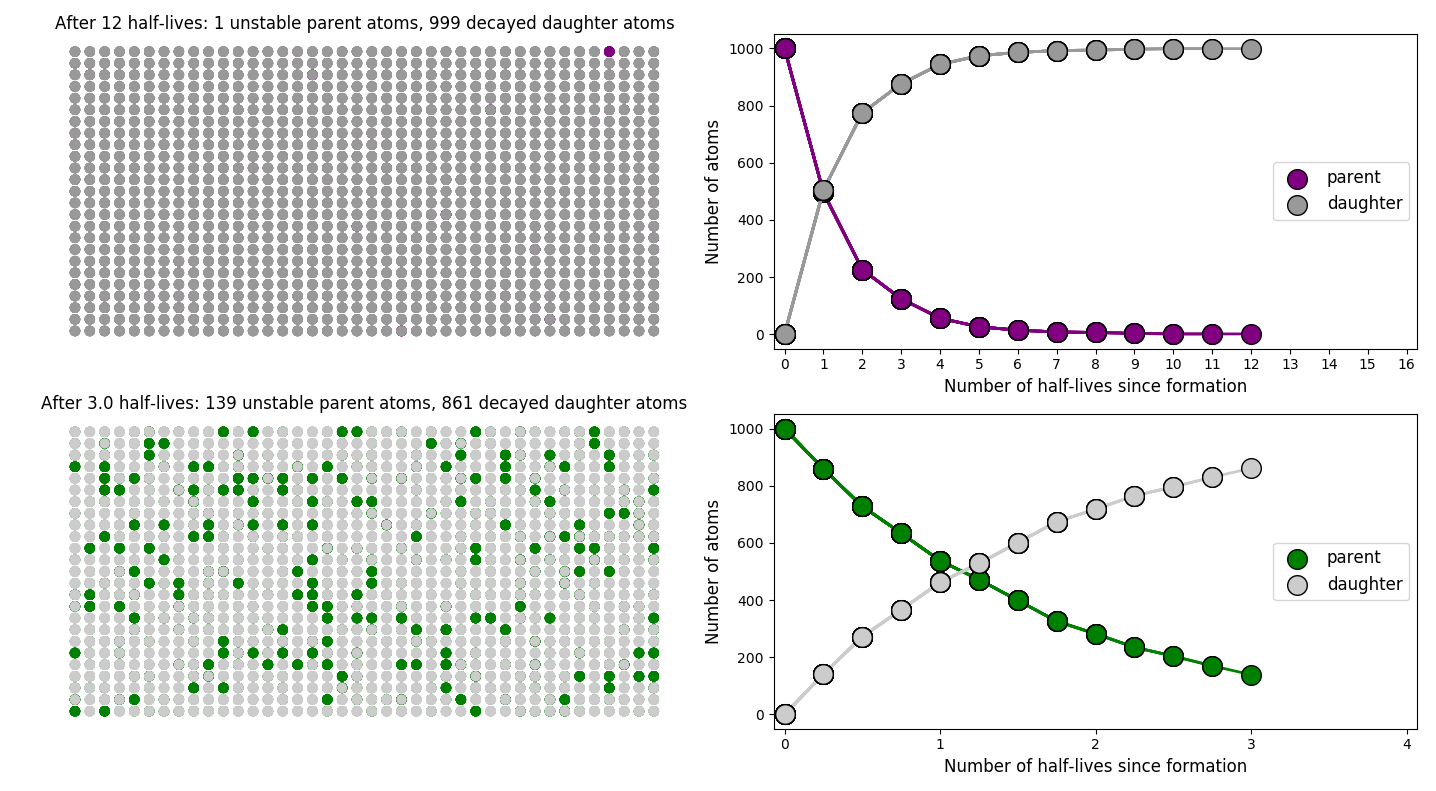 After 12 half-lives: 1 unstable parent atoms, 999 decayed daughter atoms
1000
800
600
400
200
0
Number of atoms
parent
daughter
0 1 2 3 4 5 6 7 8 9 10 11 12 13 14 15 16
Number of half-lives since formation
After 3.0 half-lives: 139 unstable parent atoms, 861 decayed daughter atoms
1000
800
600
400
200
0
Number of atoms
parent
daughter
0 1 2 3 4
Number of half-lives since formation